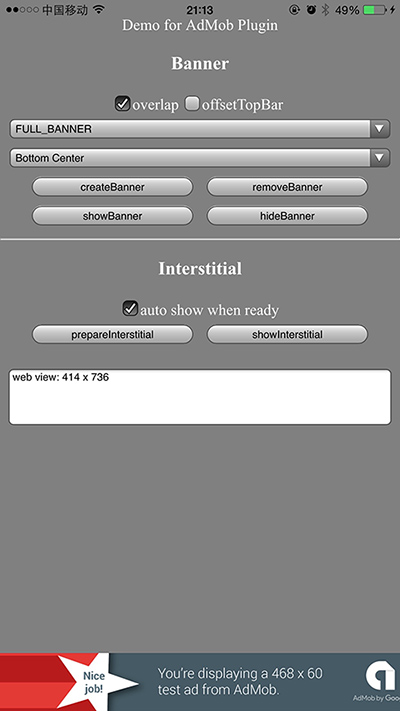 中国移动 21:13 49%
Demo for AdMob Plugin
Banner
overlap offsetTopBar
FULL_BANNER
Bottom Center
createBanner removeBanner
showBanner hideBanner
Interstitial
auto show when ready
prepareInterstitial showInterstitial
web view: 414 x 736
Nice
job!
You're displaying a 468 x 60
test ad from AdMob.
AdMob by Goo